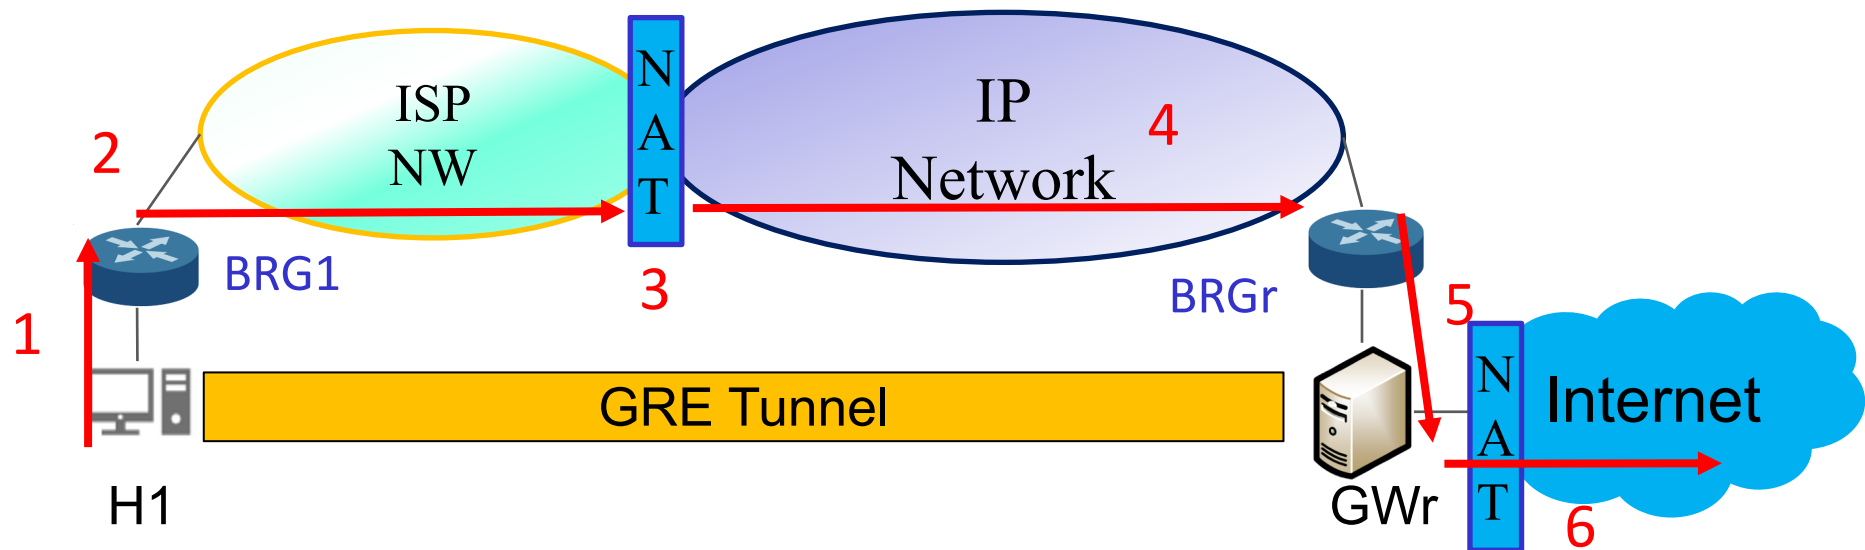 ISP
NW
N
A
T
IP
Network
4
2
BRG1
3
BRGr
5
1
GRE Tunnel
N
A
T
Internet
H1
GWr
6